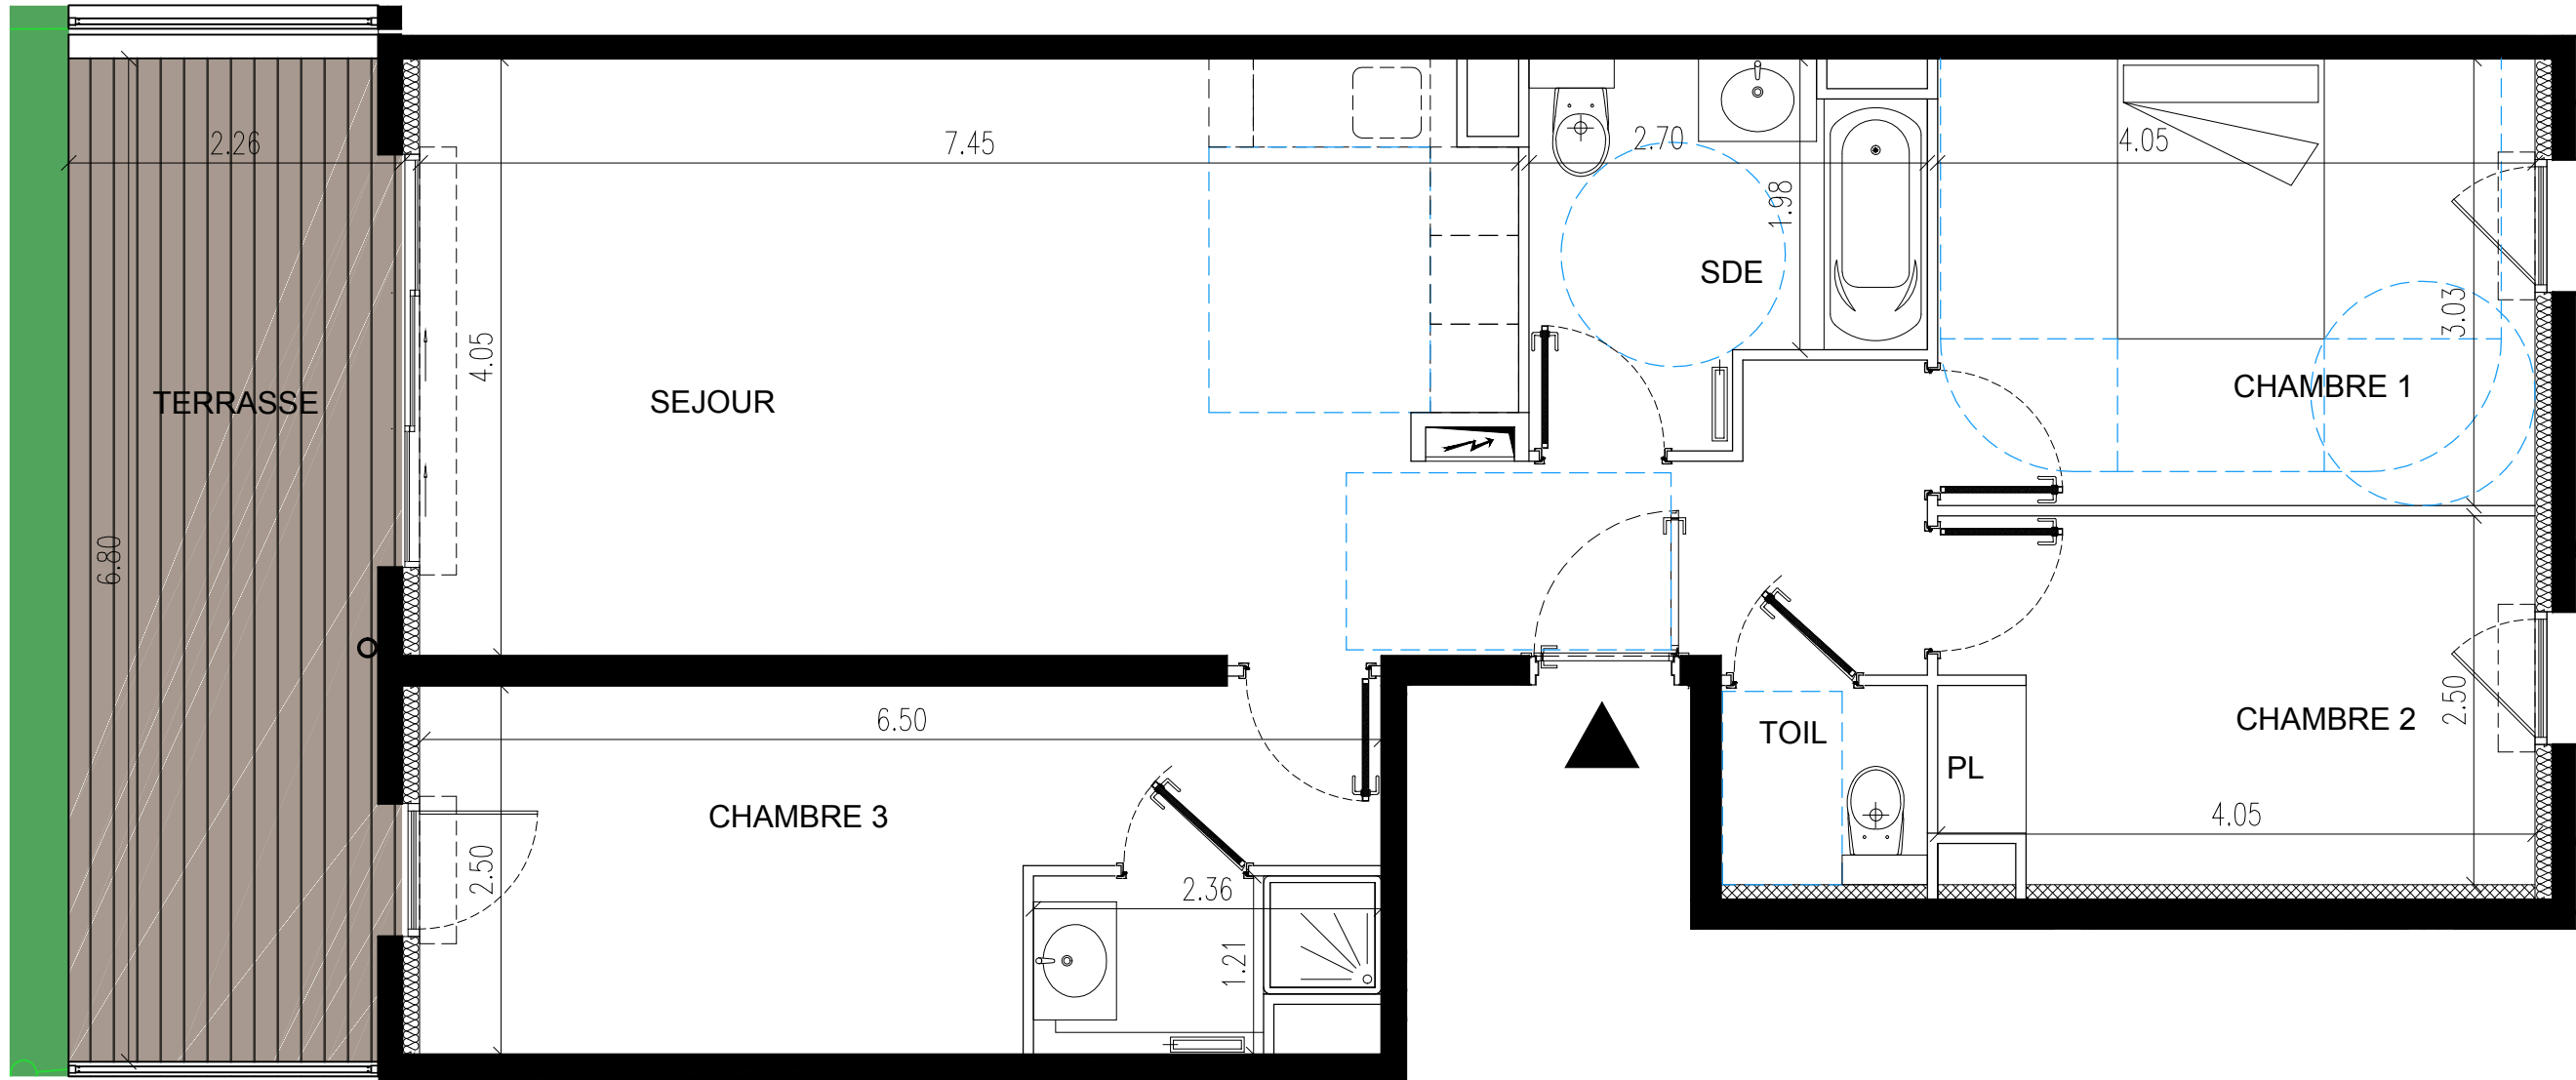 2.26
7.45
2.70
4.05
1.98
SDE
3.03
4.05
CHAMBRE 1
TERRASSE
SEJOUR
6.80
2.50
6.50
CHAMBRE 2
TOIL
PL
CHAMBRE 3
4.05
2.50
2.36
1.21